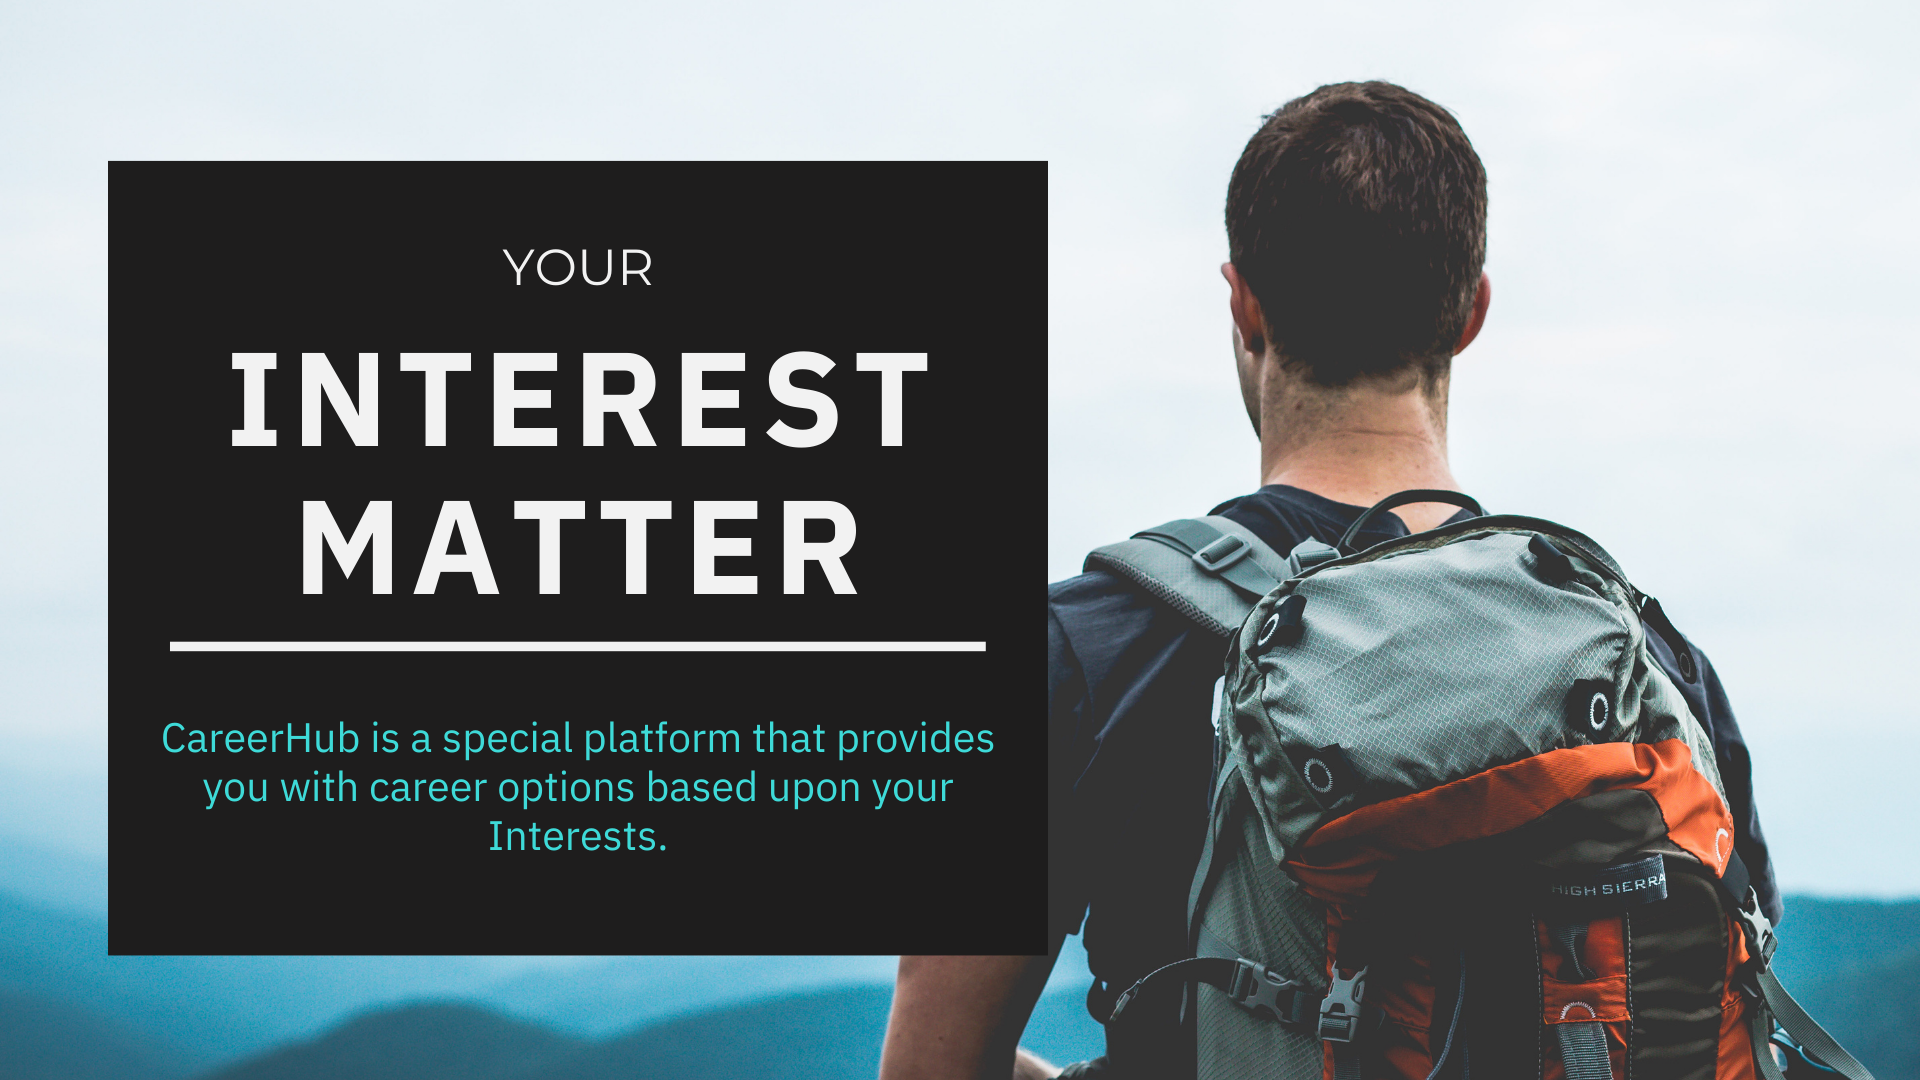 YOUR
INTEREST
MATTER
CareerHub is a special platform that provides
you with career options based upon your
Interests.
HIGH SIERRA